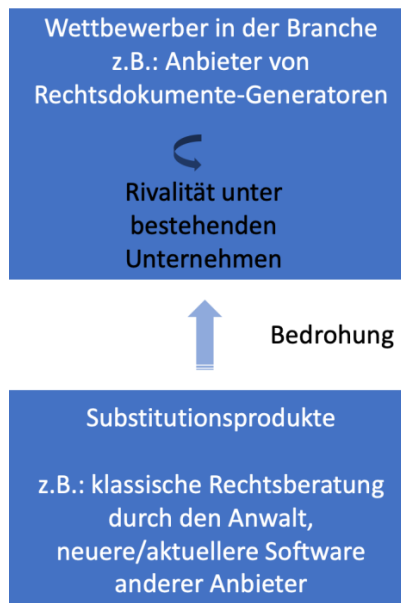 Wettbewerber in der Branche
z.B.: Anbieter von
Rechtsdokumente-Generatoren
Rivalität unter
bestehenden
Unternehmen
Bedrohung
Substitutionsprodukte
z.B.: klassische Rechtsberatung
durch den Anwalt,
neuere/aktuellere Software
anderer Anbieter